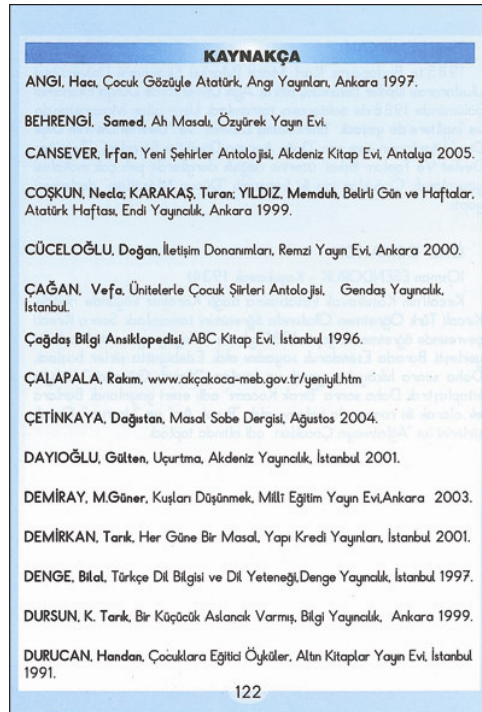 KAYNAKÇA
ANGI, Hacı, Çocuk Gözüyle Atatürk, Angı Yayınları, Ankara 1997.
BEHRENGİ, Samed, Ah Masalı, Özyürek Yayın Evi.
CANSEVER, İrfan, Yeni Şehirler Antolojisi, Akdeniz Kitap Evi, Antalya 2005.
COŞKUN, Necla; KARAKAŞ, Turan; YILDIZ, Memduh, Belirli Gün ve Haftalar,
Atatürk Haftası, Endi Yayıncılık, Ankara 1999.
CÜCELOĞLU, Doğan, İletişim Donanımları, Remzi Yayın Evi, Ankara 2000.
ÇAĞAN, Vefa, Ünitelerle Çocuk Şiirleri Antolojisi, Gendaş Yayıncılık,
İstanbul.
Çağdaş Bilgi Ansiklopedisi, ABC Kitap Evi, İstanbul 1996.
ÇALAPALA, Rakım, www.akçakoca-meb.gov.tr/yeniyil.htm
ÇETİNKAYA, Dağıstan, Masal Sobe Dergisi, Ağustos 2004.
DAYIOĞLU, Gülten, Uçurtma, Akdeniz Yayıncılık, İstanbul 2001.
DEMİRAY, M.Güner, Kuşları Düşünmek, Millî Eğitim Yayın Evi,Ankara 2003.
DEMİRKAN, Tarık, Her Güne Bir Masal, Yapı Kredi Yayınları, İstanbul 2001.
DENGE, Bilal, Türkçe Dil Bilgisi ve Dil Yeteneği,Denge Yayıncılık, İstanbul 1997.
DURSUN, K. Tarık, Bir Küçücük Aslancık Varmış, Bilgi Yayıncılık, Ankara 1999.
DURUCAN, Handan, Çocuklara Eğitici Öyküler, Altın Kitaplar Yayın Evi, İstanbul
1991.
122